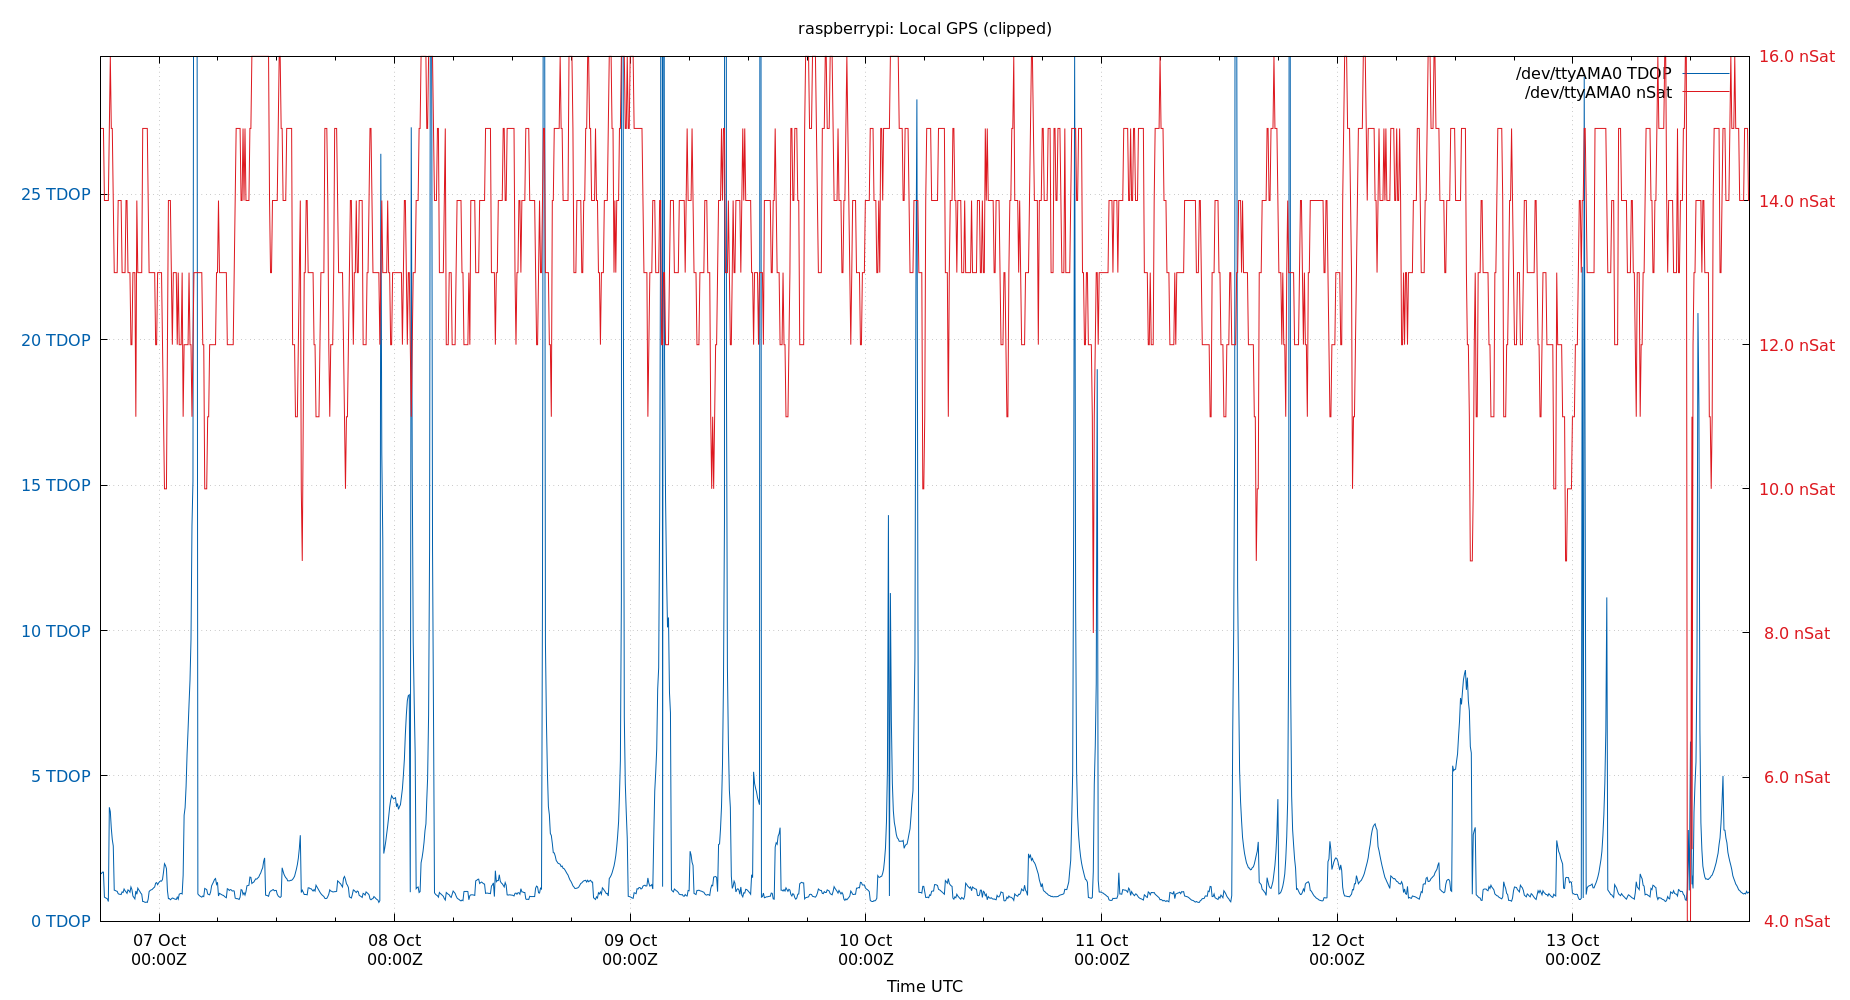 raspberrypi: Local GPS (clipped)
16.0 nSat
/dev/ttyAMA0 TDOP
/dev/ttyAMA0 nSat
25 TDOP
14.0 nSat
20 TDOP
12.0 nSat
15 TDOP
10.0 nSat
10 TDOP
8.0 nSat
5 TDOP
6.0 nSat
0 TDOP
4.0 nSat
07 Oct 08 Oct 09 Oct 10 Oct 11 Oct 12 Oct 13 Oct
00:00Z 00:00Z 00:00Z 00:00Z 00:00Z 00:00Z 00:00Z
Time UTC